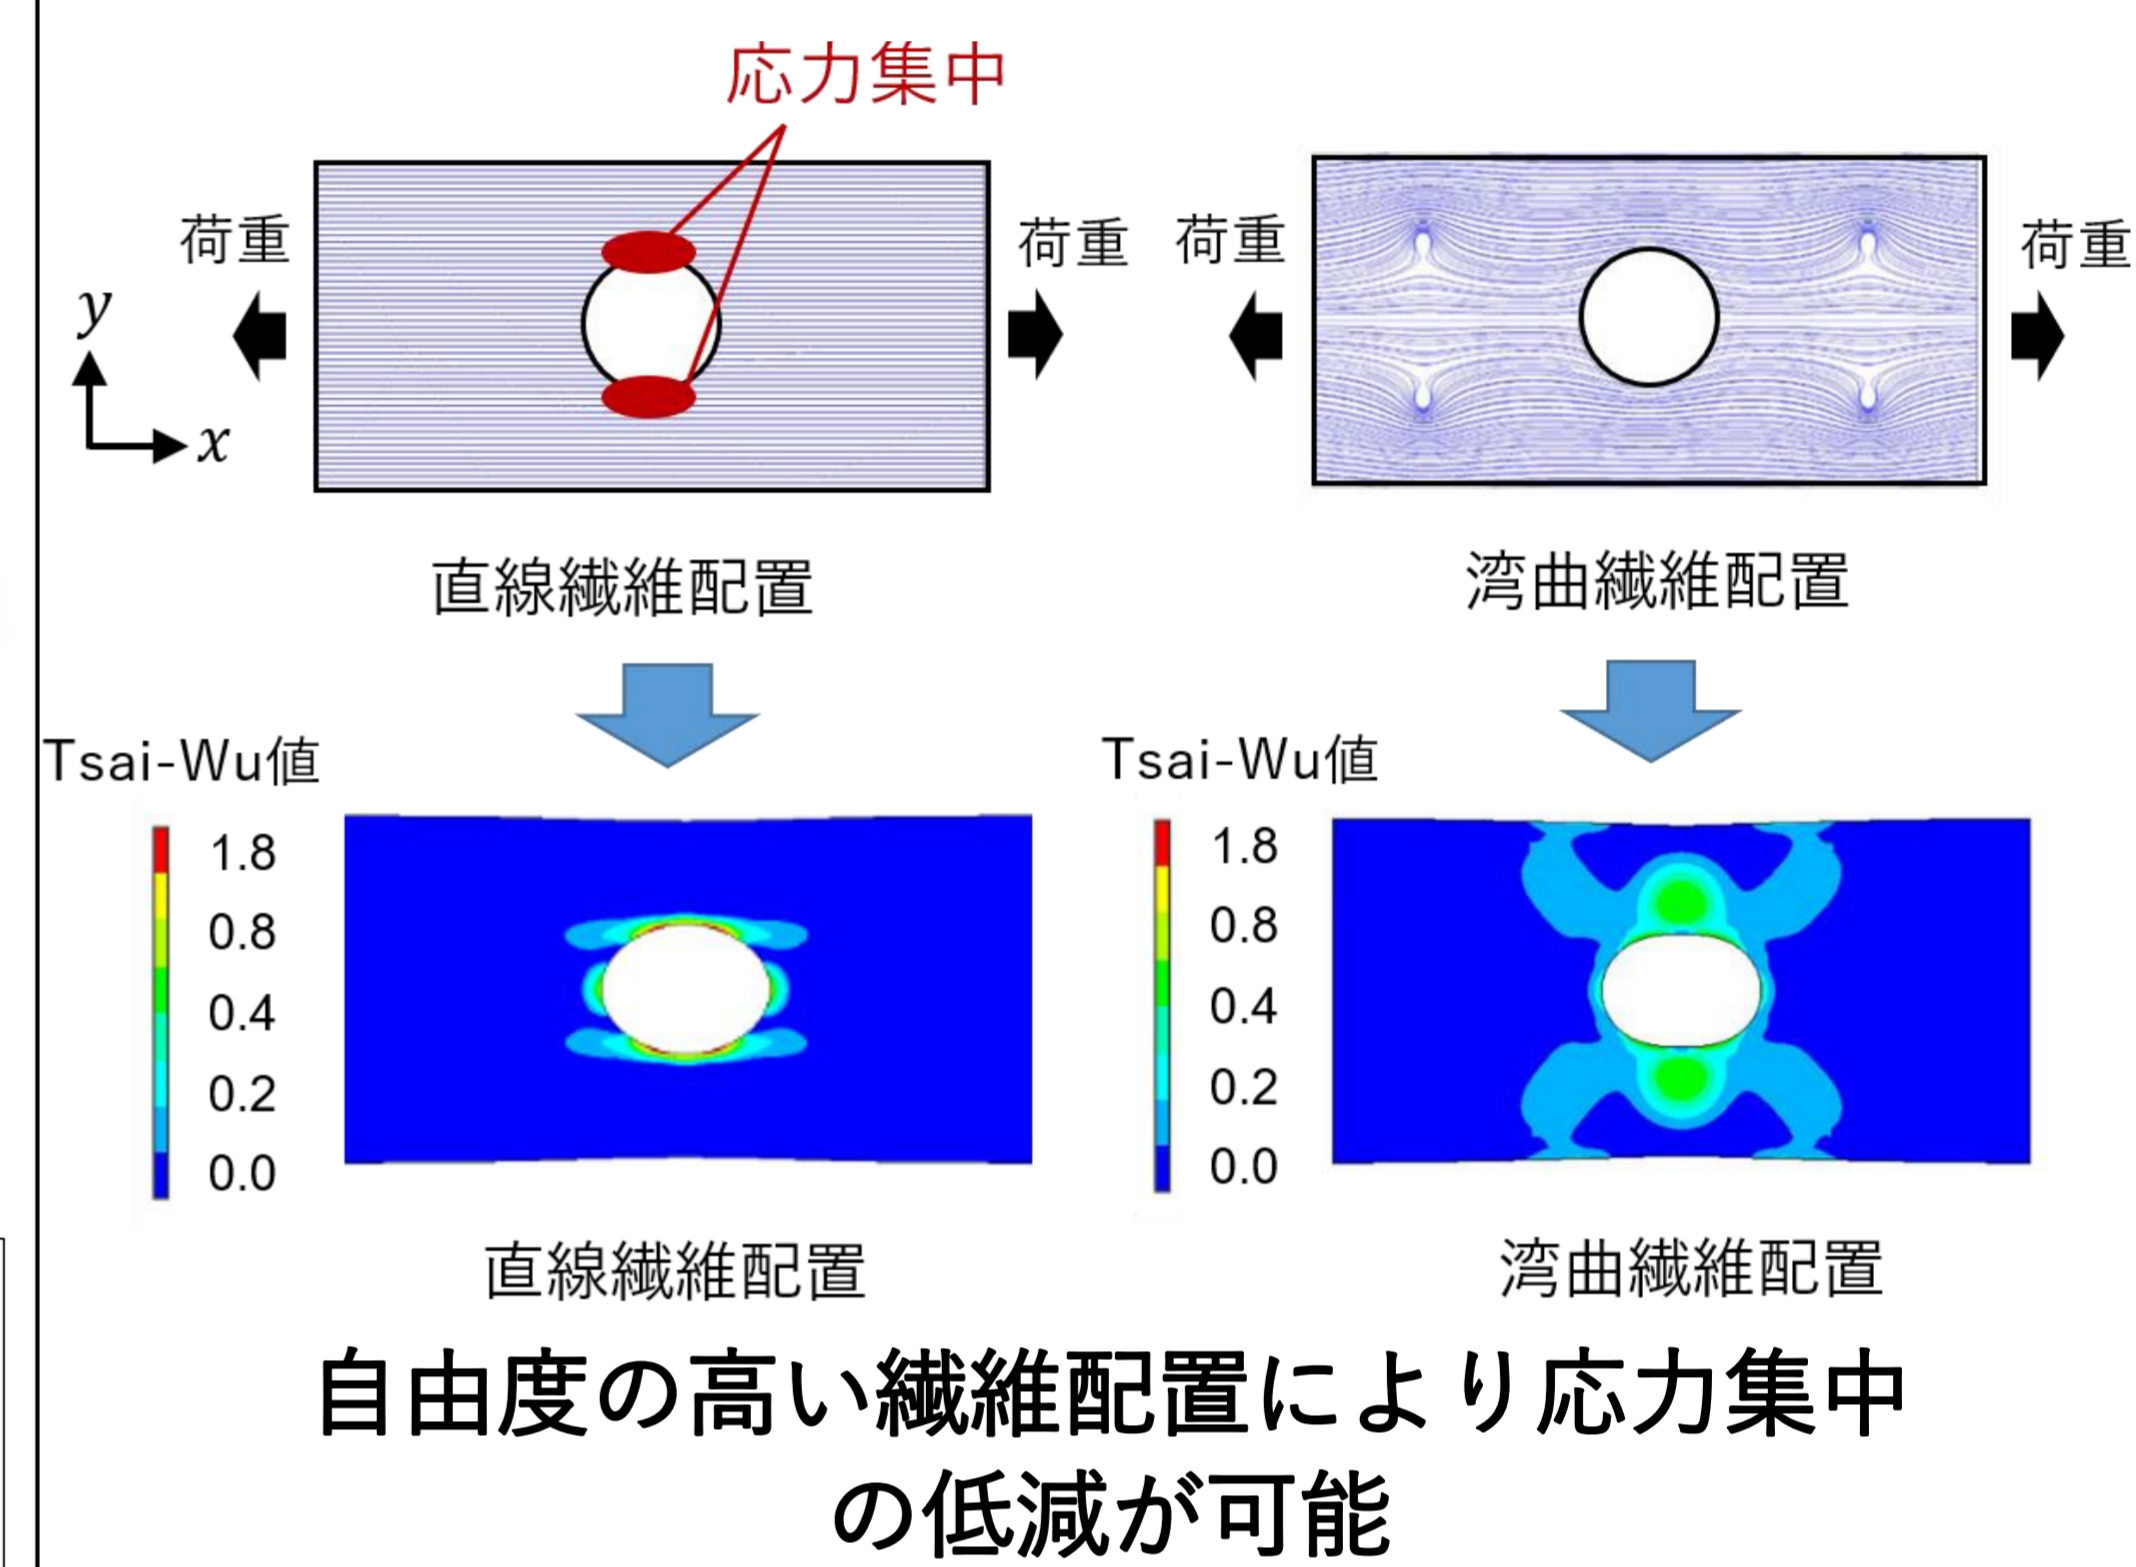 応力集中
荷重
荷重
荷重
荷重
y
x
直線繊維配置
湾曲繊維配置
Tsai-Wu値
1.8
0.8
0.4
0.2
0.0
Tsai-Wu値
1.8
0.8
0.4
0.2
0.0
直線繊維配置
湾曲繊維配置
自由度の高い繊維配置により応力集中
の低減が可能